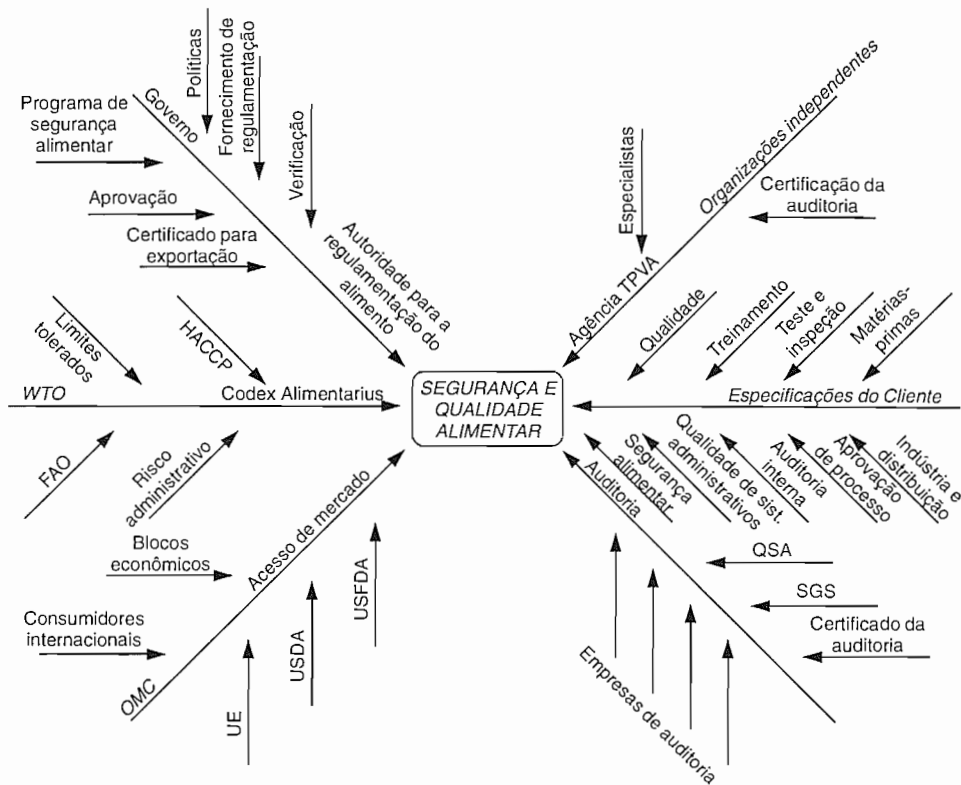 Políticas
Fornecimento de
regulamentação
Verificação
Governo
Programa de
segurança
alimentar
Aprovação
Certificado para
exportação
Autoridade para a
regulamentação do
alimento
Organizações independentes
Especialistas
Certificação da
auditoria
Agência TPVA
Limites
tolerados
HACCP
WTO
Codex Alimentarius
FAO
Risco
administrativo
SEGURANÇA E
QUALIDADE
ALIMENTAR
Qualidade
Treinamento
Teste e
inspeção
Matérias-
primas
Especificações do Cliente
Auditoria
Segurança
alimentar
Qualidade de sist.
administrativos
Auditoria
interna
Aprovação
de processo
Indústria e
distribuição
Acesso de mercado
Blocos
econômicos
Consumidores
internacionais
OMC
UE
USDA
USFDA
QSA
SGS
Certificado da
auditoria
Empresas de auditoria